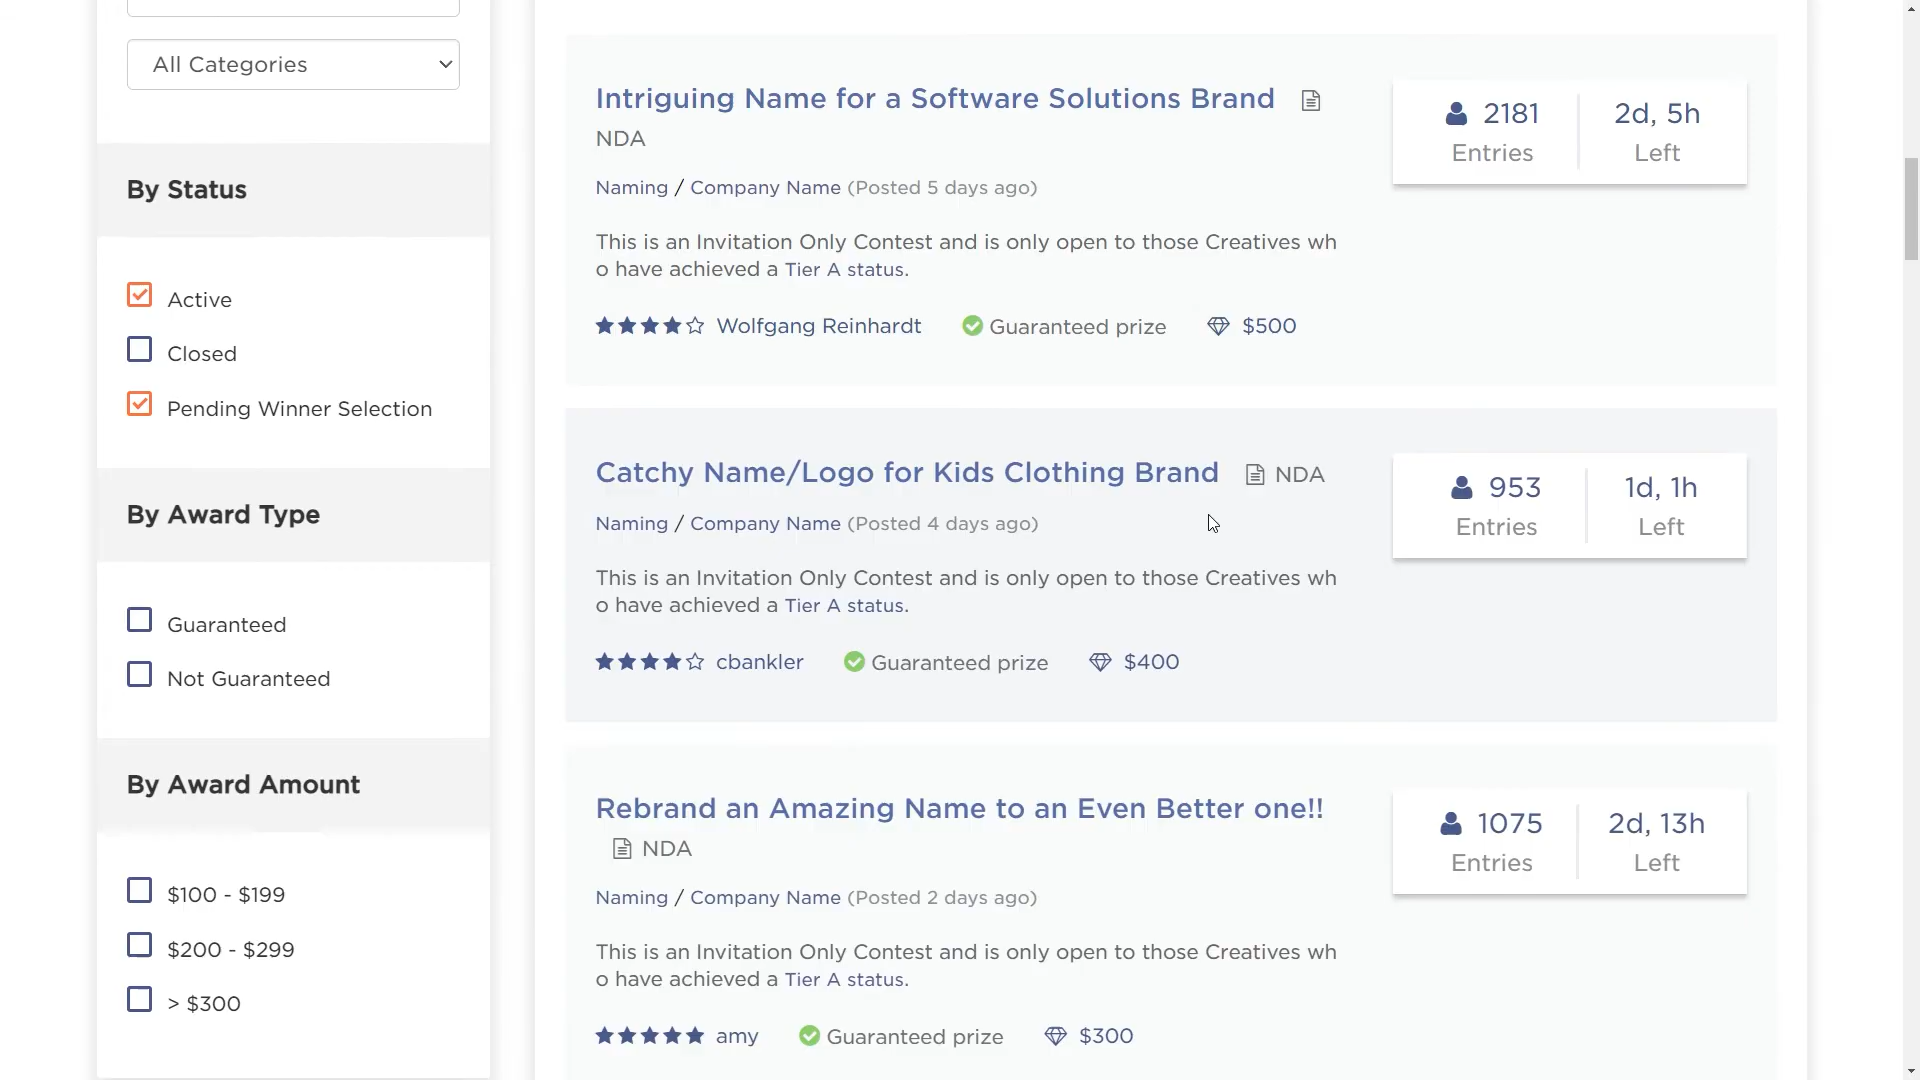 All Categories
By Status
Active
Closed
Pending Winner Selection
By Award Type
Guaranteed
Not Guaranteed
By Award Amount
$100 - $199
$200 - $299
> $300
Intriguing Name for a Software Solutions Brand
NDA
Naming / Company Name (Posted 5 days ago)
This is an Invitation Only Contest and is only open to those Creatives wh
o have achieved a Tier A status.
Wolfgang Reinhardt Guaranteed prize $500
2181 2d, 5h
Entries Left
Catchy Name/Logo for Kids Clothing Brand NDA
Naming / Company Name (Posted 4 days ago)
This is an Invitation Only Contest and is only open to those Creatives wh
o have achieved a Tier A status.
cbankler Guaranteed prize $400
953 1d, 1h
Entries Left
Rebrand an Amazing Name to an Even Better one!!
NDA
Naming / Company Name (Posted 2 days ago)
This is an Invitation Only Contest and is only open to those Creatives wh
o have achieved a Tier A status.
amy Guaranteed prize $300
1075 2d, 13h
Entries Left